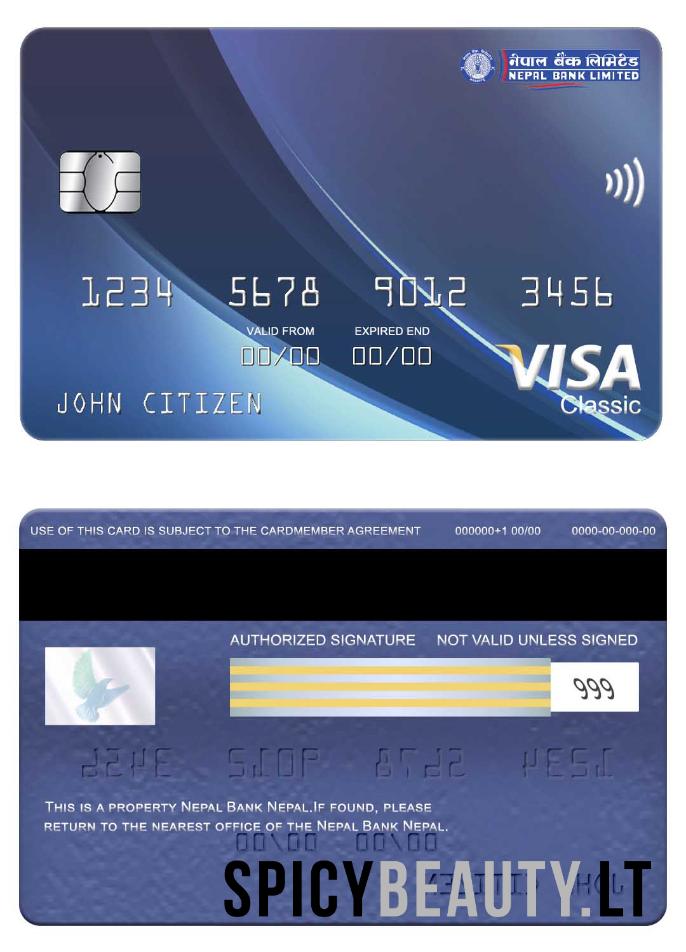 नेपाल बैंक लिमिटेड
NEPAL BANK LIMITED
1234 5678 9012 3456
VALID FROM EXPIRED END
00/00 00/00
VISA
JOHN CITIZEN
Classic
USE OF THIS CARD IS SUBJECT TO THE CARDMEMBER AGREEMENT 000000+1 00/00 0000-00-000-00
AUTHORIZED SIGNATURE NOT VALID UNLESS SIGNED
999
THIS IS A PROPERTY NEPAL BANK NEPAL.IF FOUND, PLEASE
RETURN TO THE NEAREST OFFICE OF THE NEPAL BANK NEPAL.
SPICYBEAUTY.LT